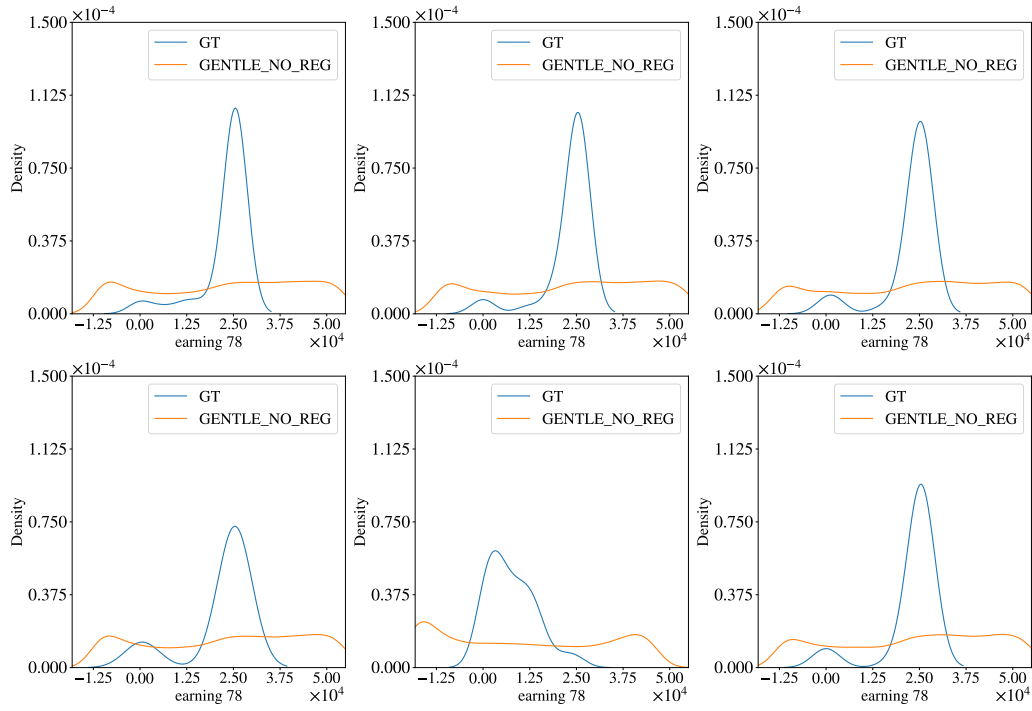 ×10⁻⁴ ×10⁻⁴ ×10⁻⁴
1.500 1.500 1.500
GT GT GT
GENTLE_NO_REG GENTLE_NO_REG GENTLE_NO_REG
1.125 1.125 1.125
Density Density Density
0.750 0.750 0.750
0.375 0.375 0.375
0.000 0.000 0.000
−1.25 0.00 1.25 2.50 3.75 5.00 −1.25 0.00 1.25 2.50 3.75 5.00 −1.25 0.00 1.25 2.50 3.75 5.00
earning 78 ×10⁴ earning 78 ×10⁴ earning 78 ×10⁴
×10⁻⁴ ×10⁻⁴ ×10⁻⁴
1.500 1.500 1.500
GT GT GT
GENTLE_NO_REG GENTLE_NO_REG GENTLE_NO_REG
1.125 1.125 1.125
Density Density Density
0.750 0.750 0.750
0.375 0.375 0.375
0.000 0.000 0.000
−1.25 0.00 1.25 2.50 3.75 5.00 −1.25 0.00 1.25 2.50 3.75 5.00 −1.25 0.00 1.25 2.50 3.75 5.00
earning 78 ×10⁴ earning 78 ×10⁴ earning 78 ×10⁴